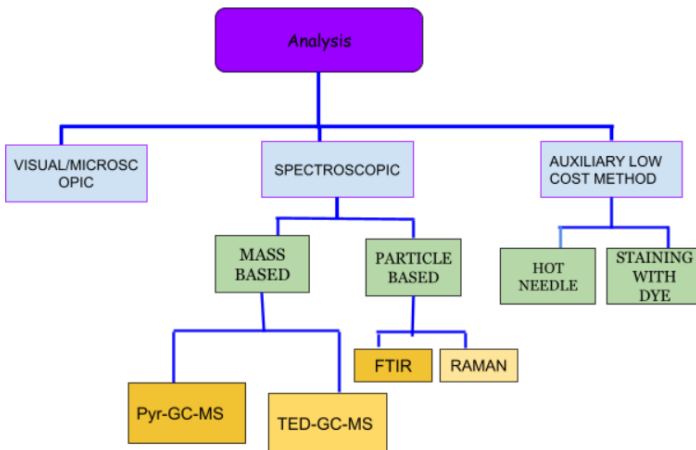 Analysis
VISUAL/MICROSC
OPIC
SPECTROSCOPIC
AUXILIARY LOW
COST METHOD
MASS
BASED
PARTICLE
BASED
HOT
NEEDLE
STAINING
WITH
DYE
FTIR
RAMAN
Pyr-GC-MS
TED-GC-MS